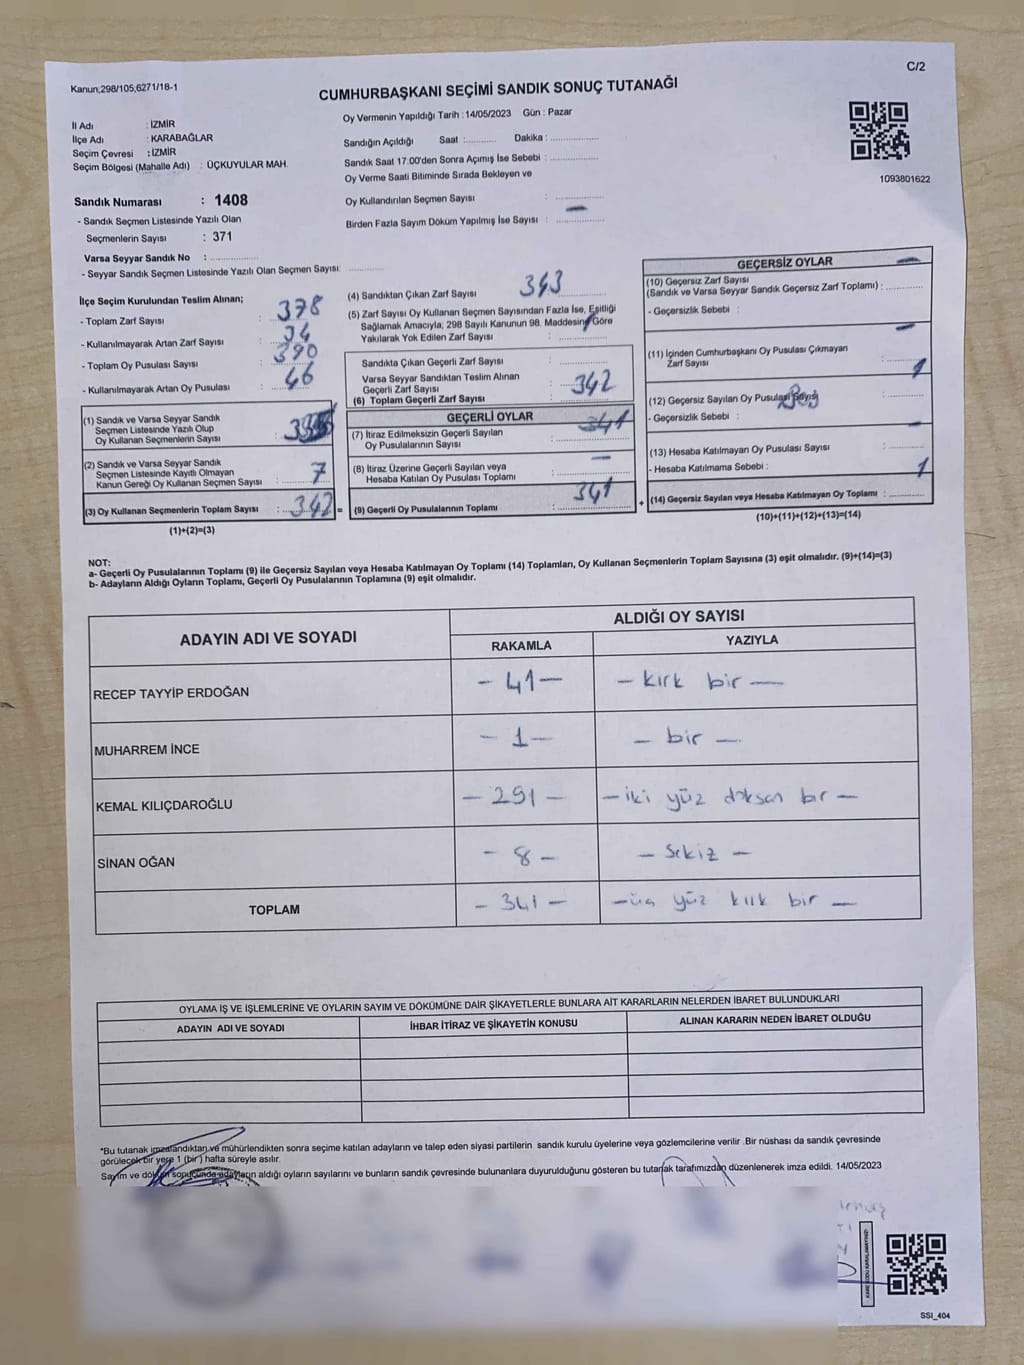 Kanun;298/105,6271/18-1
C/2
CUMHURBAŞKANI SEÇİMİ SANDIK SONUÇ TUTANAĞI
Oy Vermenin Yapıldığı Tarih : 14/05/2023 Gün : Pazar
İl Adı : İZMİR
İlçe Adı : KARABAĞLAR
Seçim Çevresi : İZMİR
Seçim Bölgesi (Mahalle Adı) : ÜÇKUYULAR MAH.
Sandık Numarası : 1408
- Sandık Seçmen Listesinde Yazılı Olan
Seçmenlerin Sayısı : 371
Varsa Seyyar Sandık No :
- Seyyar Sandık Seçmen Listesinde Yazılı Olan Seçmen Sayısı:
Sandığın Açıldığı Saat : Dakika :
Sandık Saat 17.00'den Sonra Açımış İse Sebebi :
Oy Verme Saati Bitiminde Sırada Bekleyen ve
Oy Kullandırılan Seçmen Sayısı :
Birden Fazla Sayım Döküm Yapılmış İse Sayısı : —
1093801622
İlçe Seçim Kurulundan Teslim Alınan;
- Toplam Zarf Sayısı : 378
- Kullanılmayarak Artan Zarf Sayısı : 34
- Toplam Oy Pusulası Sayısı : 390
- Kullanılmayarak Artan Oy Pusulası : 46
(1) Sandık ve Varsa Seyyar Sandık
Seçmen Listesinde Yazılı Olup
Oy Kullanan Seçmenlerin Sayısı :
(2) Sandık ve Varsa Seyyar Sandık
Seçmen Listesinde Kayıtlı Olmayan
Kanun Gereği Oy Kullanan Seçmen Sayısı : 7
(3) Oy Kullanan Seçmenlerin Toplam Sayısı : 342 =
(1)+(2)=(3)
(4) Sandıktan Çıkan Zarf Sayısı : 343
(5) Zarf Sayısı Oy Kullanan Seçmen Sayısından Fazla İse, Eşitliği
Sağlamak Amacıyla; 298 Sayılı Kanunun 98. Maddesine Göre
Yakılarak Yok Edilen Zarf Sayısı :
Sandıkta Çıkan Geçerli Zarf Sayısı :
Varsa Seyyar Sandıktan Teslim Alınan
Geçerli Zarf Sayısı :
(6) Toplam Geçerli Zarf Sayısı : 342
GEÇERLİ OYLAR
(7) İtiraz Edilmeksizin Geçerli Sayılan
Oy Pusulalarının Sayısı : 341
(8) İtiraz Üzerine Geçerli Sayılan veya
Hesaba Katılan Oy Pusulası Toplamı : —
(9) Geçerli Oy Pusulalarının Toplamı : 341 +
GEÇERSİZ OYLAR
(10) Geçersiz Zarf Sayısı
(Sandık ve Varsa Seyyar Sandık Geçersiz Zarf Toplamı) : —
- Geçersizlik Sebebi :
(11) İçinden Cumhurbaşkanı Oy Pusulası Çıkmayan
Zarf Sayısı : —
(12) Geçersiz Sayılan Oy Pusulası Sayısı : 1
- Geçersizlik Sebebi :
(13) Hesaba Katılmayan Oy Pusulası Sayısı :
- Hesaba Katılmama Sebebi :
(14) Geçersiz Sayılan veya Hesaba Katılmayan Oy Toplamı : 1
(10)+(11)+(12)+(13)=(14)
NOT:
a- Geçerli Oy Pusulalarının Toplamı (9) ile Geçersiz Sayılan veya Hesaba Katılmayan Oy Toplamı (14) Toplamları, Oy Kullanan Seçmenlerin Toplam Sayısına (3) eşit olmalıdır. (9)+(14)=(3)
b- Adayların Aldığı Oyların Toplamı, Geçerli Oy Pusulalarının Toplamına (9) eşit olmalıdır.
ADAYIN ADI VE SOYADI
ALDIĞI OY SAYISI
RAKAMLA YAZIYLA
RECEP TAYYİP ERDOĞAN - 41 - - kırk bir -
MUHARREM İNCE - 1 - - bir -
KEMAL KILIÇDAROĞLU - 291 - - iki yüz doksan bir -
SİNAN OĞAN - 8 - - Sekiz -
TOPLAM - 341 - - üç yüz kırk bir -
OYLAMA İŞ VE İŞLEMLERİNE VE OYLARIN SAYIM VE DÖKÜMÜNE DAİR ŞİKAYETLERLE BUNLARA AİT KARARLARIN NELERDEN İBARET BULUNDUKLARI
ADAYIN ADI VE SOYADI İHBAR İTİRAZ VE ŞİKAYETİN KONUSU ALINAN KARARIN NEDEN İBARET OLDUĞU
*Bu tutanak imzalandıktan ve mühürlendikten sonra seçime katılan adayların ve talep eden siyasi partilerin sandık kurulu üyelerine veya gözlemcilerine verilir .Bir nüshası da sandık çevresinde
görülecek bir yere 1 (bir ) hafta süreyle asılır.
Sayım ve döküm sonucunda adayların aldığı oyların sayılarını ve bunların sandık çevresinde bulunanlara duyurulduğunu gösteren bu tutanak tarafımızdan düzenlenerek imza edildi. 14/05/2023
KARE KODU KARALAMAYINIZ!
SSI_404